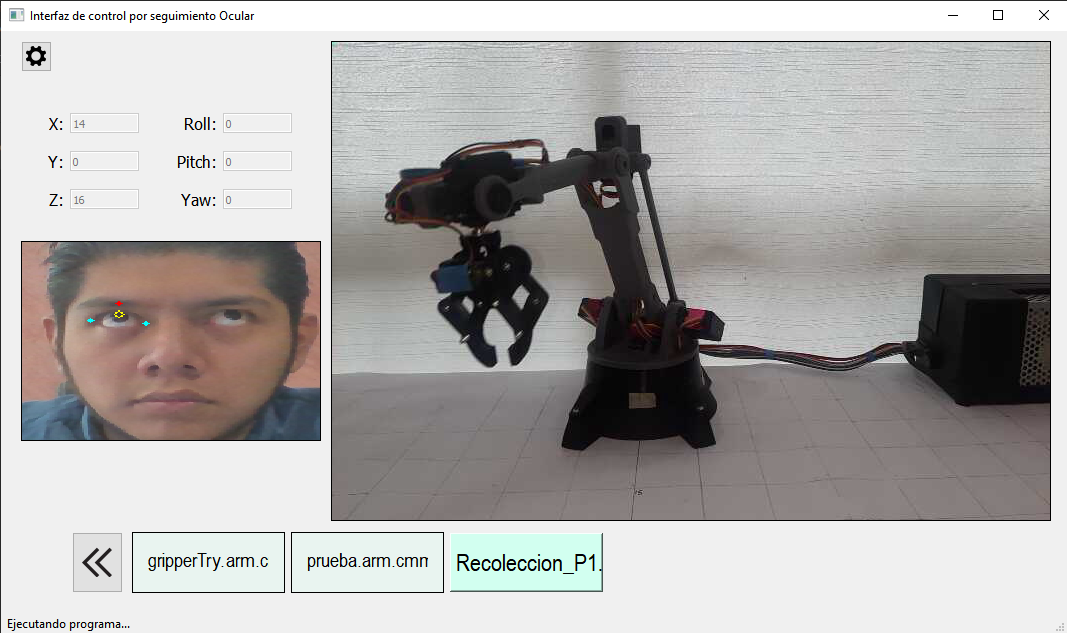 Interfaz de control por seguimiento Ocular
X: 14 Roll: 0
Y: 0 Pitch: 0
Z: 16 Yaw: 0
gripperTry.arm.c prueba.arm.cmm Recoleccion_P1.
Ejecutando programa...